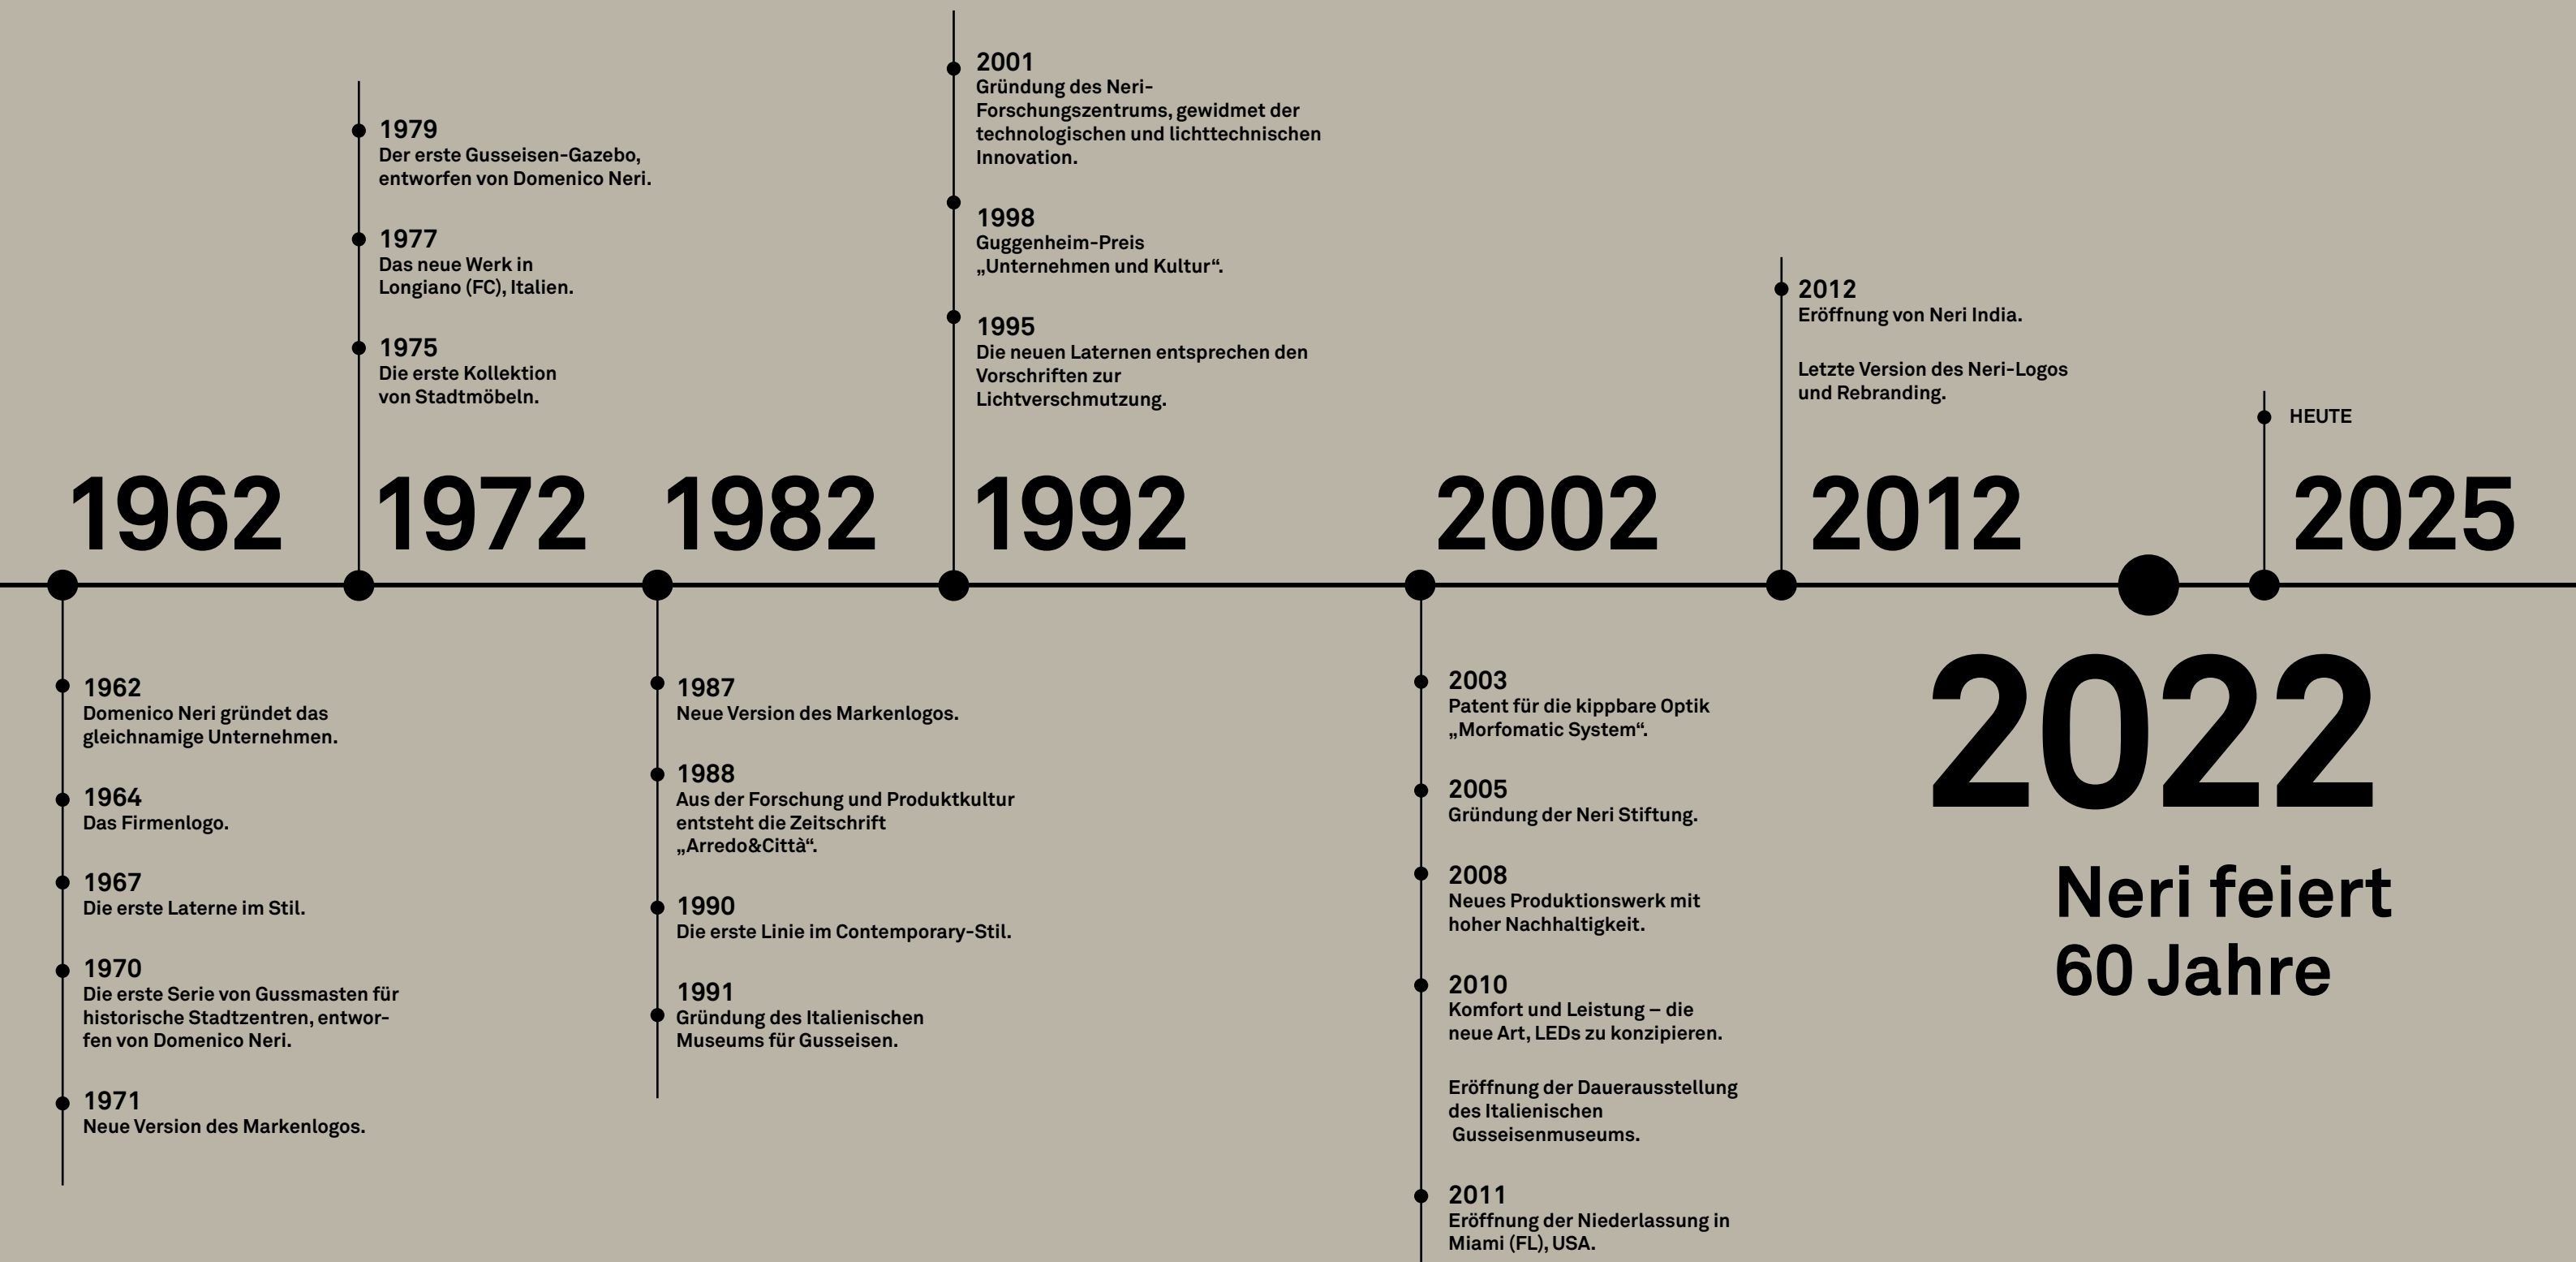 1962
1962
Domenico Neri gründet das
gleichnamige Unternehmen.
1964
Das Firmenlogo.
1967
Die erste Laterne im Stil.
1970
Die erste Serie von Gussmasten für
historische Stadtzentren, entwor-
fen von Domenico Neri.
1971
Neue Version des Markenlogos.
1979
Der erste Gusseisen-Gazebo,
entworfen von Domenico Neri.
1977
Das neue Werk in
Longiano (FC), Italien.
1975
Die erste Kollektion
von Stadtmöbeln.
1972
1982
1987
Neue Version des Markenlogos.
1988
Aus der Forschung und Produktkultur
entsteht die Zeitschrift
„Arredo&Città“.
1990
Die erste Linie im Contemporary-Stil.
1991
Gründung des Italienischen
Museums für Gusseisen.
2001
Gründung des Neri-
Forschungszentrums, gewidmet der
technologischen und lichttechnischen
Innovation.
1998
Guggenheim-Preis
„Unternehmen und Kultur“.
1995
Die neuen Laternen entsprechen den
Vorschriften zur
Lichtverschmutzung.
1992
2002
2003
Patent für die kippbare Optik
„Morfomatic System“.
2005
Gründung der Neri Stiftung.
2008
Neues Produktionswerk mit
hoher Nachhaltigkeit.
2010
Komfort und Leistung – die
neue Art, LEDs zu konzipieren.
Eröffnung der Dauerausstellung
des Italienischen
Gusseisenmuseums.
2011
Eröffnung der Niederlassung in
Miami (FL), USA.
2012
Eröffnung von Neri India.
Letzte Version des Neri-Logos
und Rebranding.
2012
2022
Neri feiert
60 Jahre
HEUTE
2025